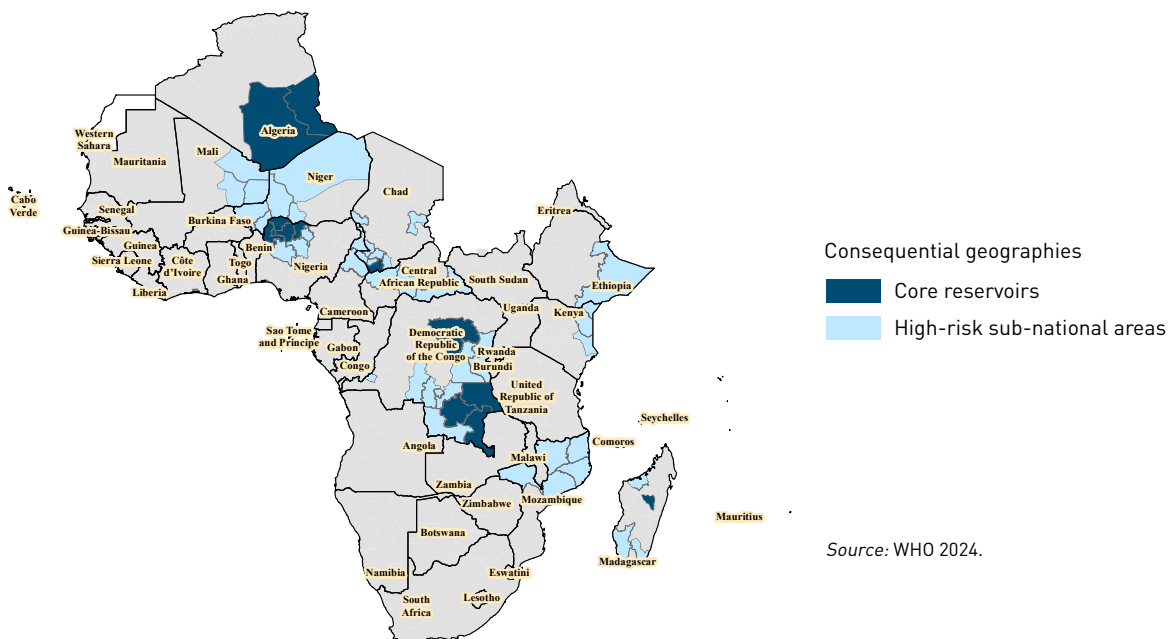 Algeria
Western
Sahara
Mauritania
Mali
Niger
Chad
Cabo
Verde
Senegal
Guinea-Bissau
Guinea
Sierra Leone
Liberia
Côte
d'Ivoire
Burkina Faso
Ghana
Togo
Benin
Nigeria
Cameroon
Central
African Republic
Eritrea
South Sudan
Ethiopia
Uganda
Kenya
Sao Tome
and Principe
Gabon
Congo
Democratic
Republic
of the Congo
Rwanda
Burundi
United
Republic of
Tanzania
Seychelles
Comoros
Angola
Malawi
Zambia
Mozambique
Zimbabwe
Botswana
Namibia
Madagascar
Mauritius
Eswatini
South
Africa
Lesotho
Consequential geographies
Core reservoirs
High-risk sub-national areas
Source: WHO 2024.